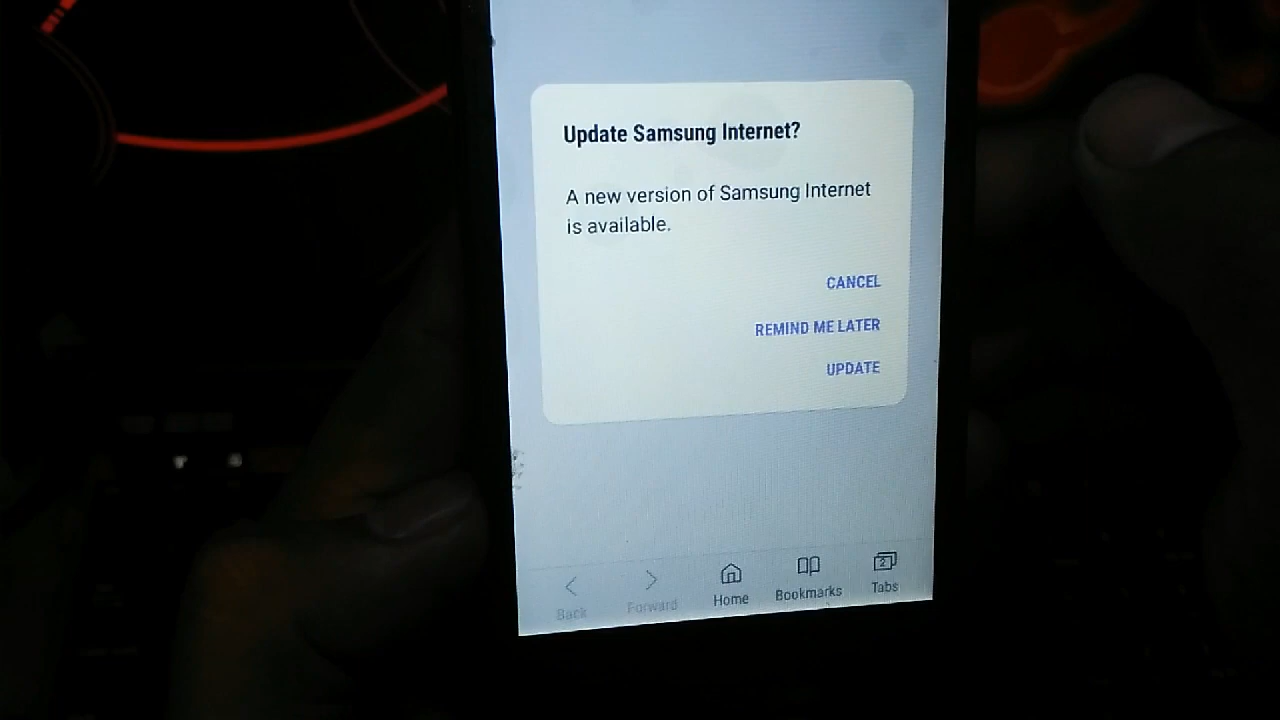 Update Samsung Internet?
A new version of Samsung Internet
is available.
CANCEL
REMIND ME LATER
UPDATE
Back
Forward
Home
Bookmarks
2
Tabs